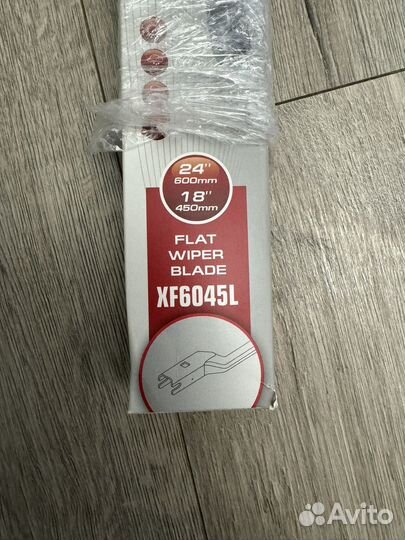 24"
600mm
18"
450mm
FLAT
WIPER
BLADE
XF6045L
Avito